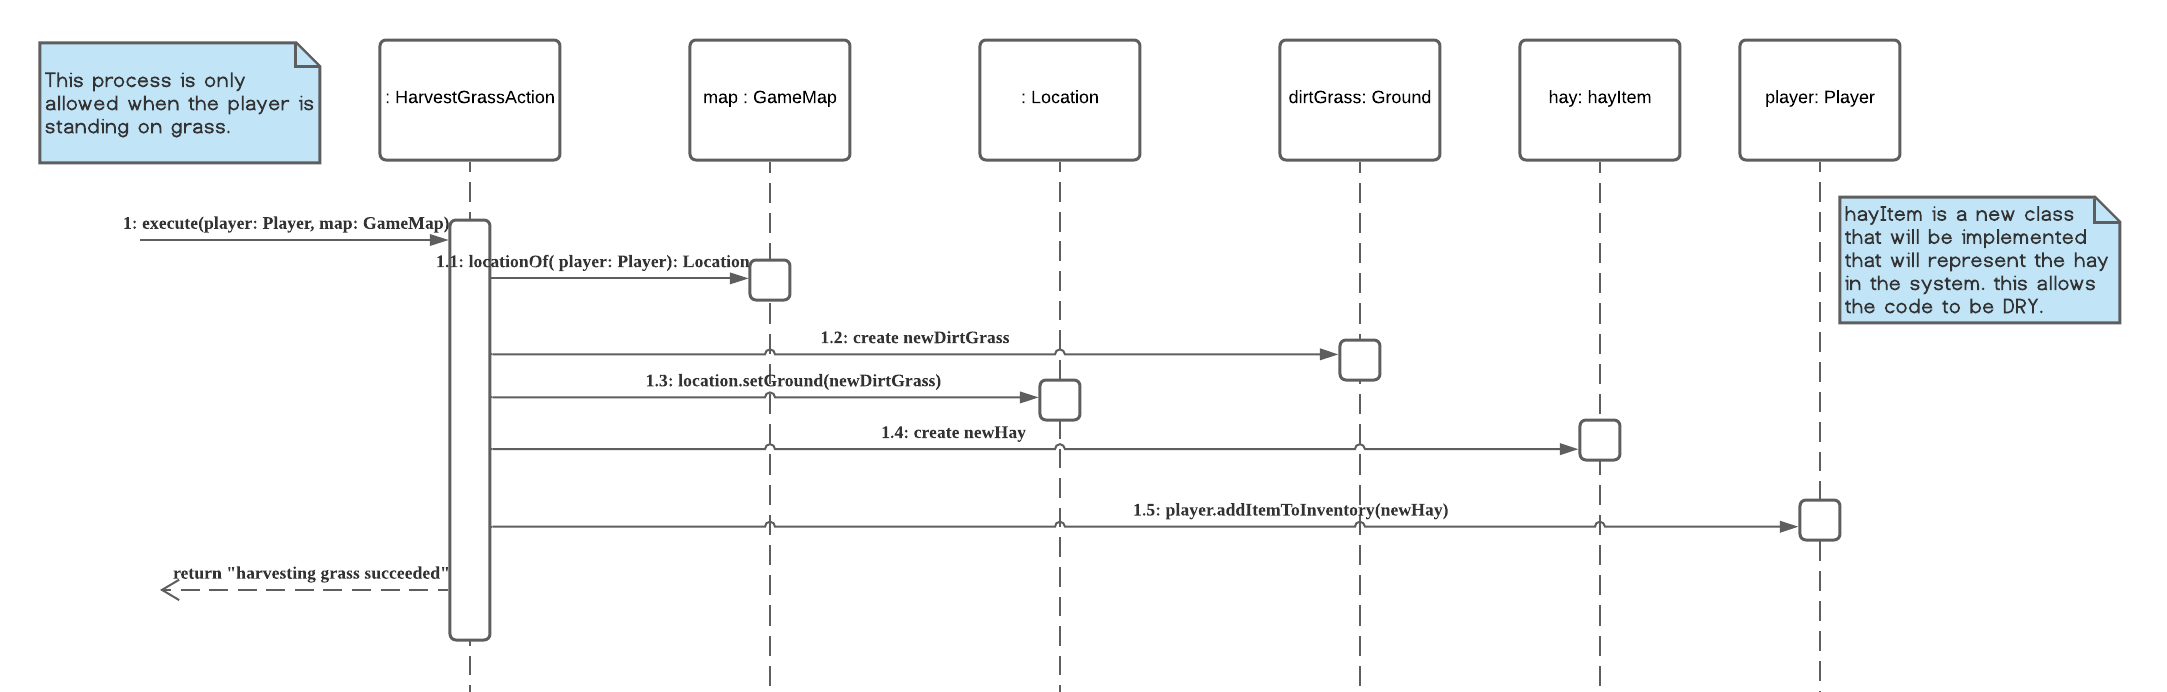 This process is only
allowed when the player is
standing on grass.
: HarvestGrassAction
map : GameMap
: Location
dirtGrass: Ground
hay: hayItem
player: Player
hayItem is a new class
that will be implemented
that will represent the hay
in the system. this allows
the code to be DRY.
1: execute(player: Player, map: GameMap)
1.1: locationOf( player: Player): Location
1.2: create newDirtGrass
1.3: location.setGround(newDirtGrass)
1.4: create newHay
1.5: player.addItemToInventory(newHay)
return "harvesting grass succeeded"